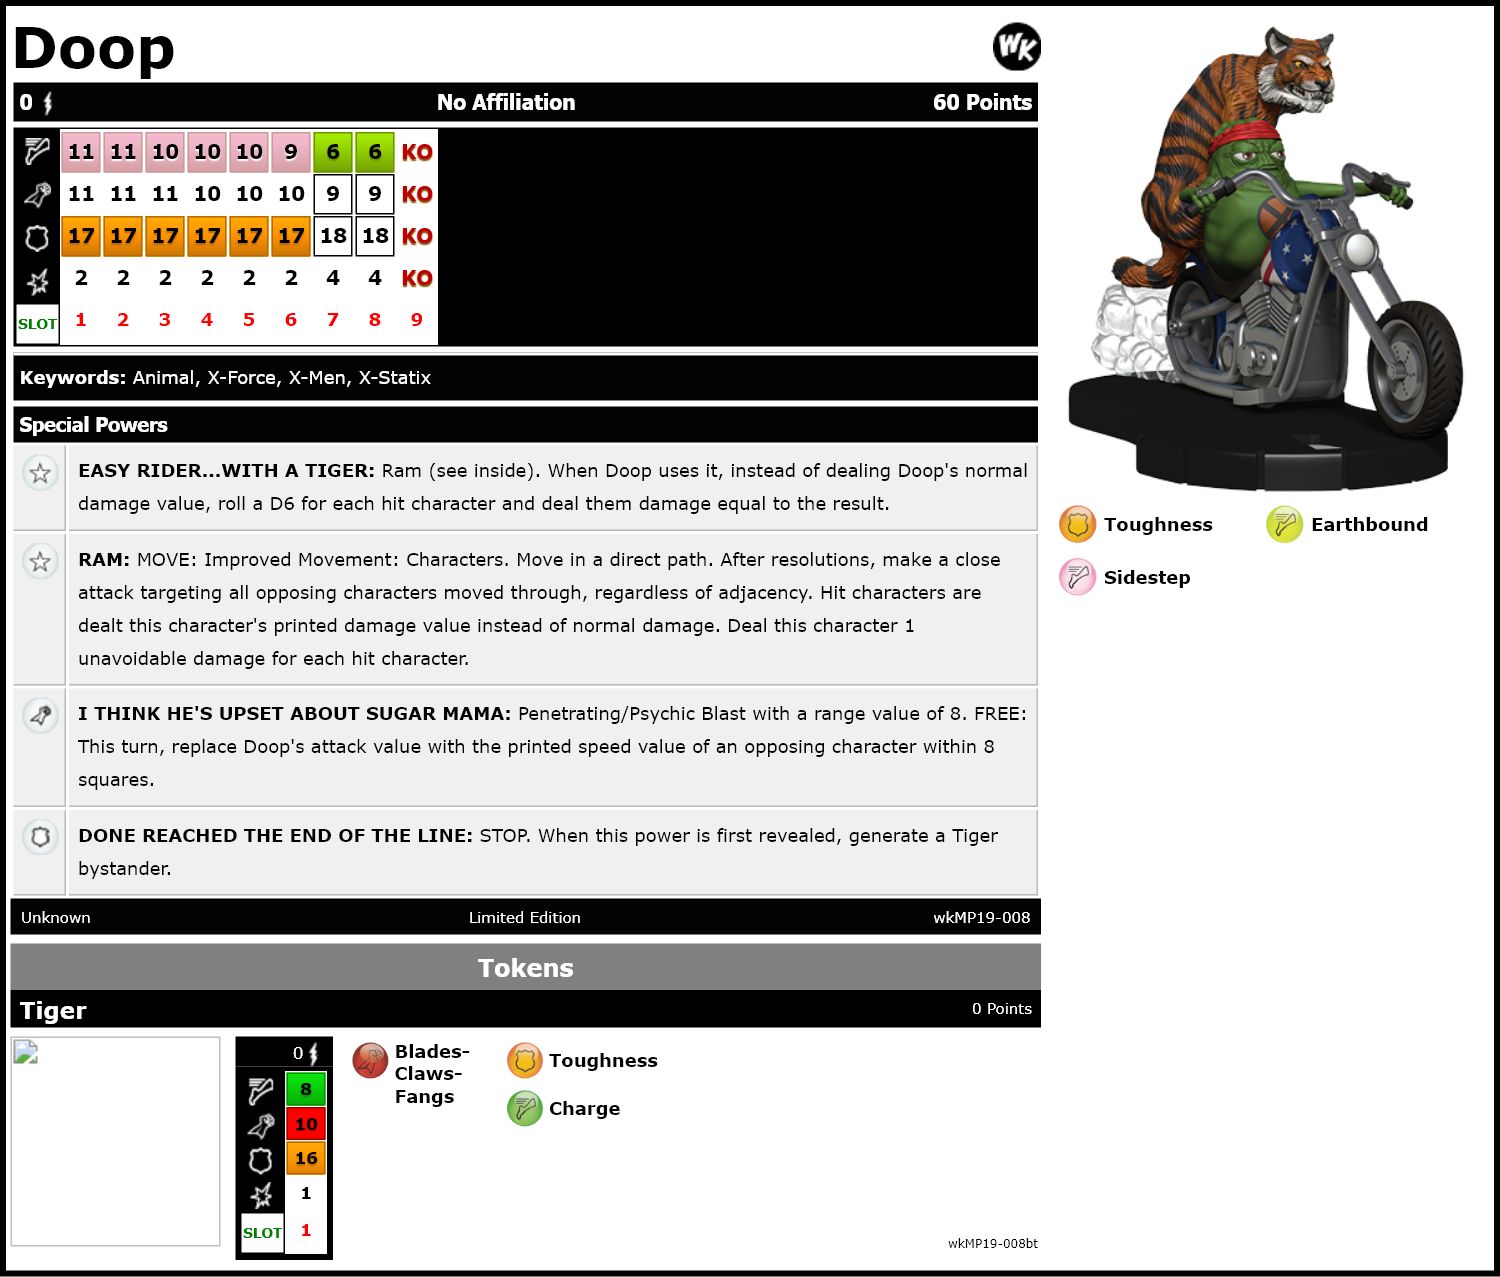 Doop
WK
0 No Affiliation 60 Points
11 11 10 10 10 9 6 6 KO
11 11 11 10 10 10 9 9 KO
17 17 17 17 17 17 18 18 KO
2 2 2 2 2 2 4 4 KO
SLOT 1 2 3 4 5 6 7 8 9
Keywords: Animal, X-Force, X-Men, X-Statix
Special Powers
EASY RIDER...WITH A TIGER: Ram (see inside). When Doop uses it, instead of dealing Doop's normal
damage value, roll a D6 for each hit character and deal them damage equal to the result.
RAM: MOVE: Improved Movement: Characters. Move in a direct path. After resolutions, make a close
attack targeting all opposing characters moved through, regardless of adjacency. Hit characters are
dealt this character's printed damage value instead of normal damage. Deal this character 1
unavoidable damage for each hit character.
I THINK HE'S UPSET ABOUT SUGAR MAMA: Penetrating/Psychic Blast with a range value of 8. FREE:
This turn, replace Doop's attack value with the printed speed value of an opposing character within 8
squares.
DONE REACHED THE END OF THE LINE: STOP. When this power is first revealed, generate a Tiger
bystander.
Unknown Limited Edition wkMP19-008
Toughness Earthbound
Sidestep
Tokens
Tiger 0 Points
0
8
10
16
1
SLOT 1
Blades-
Claws-
Fangs
Toughness
Charge
wkMP19-008bt